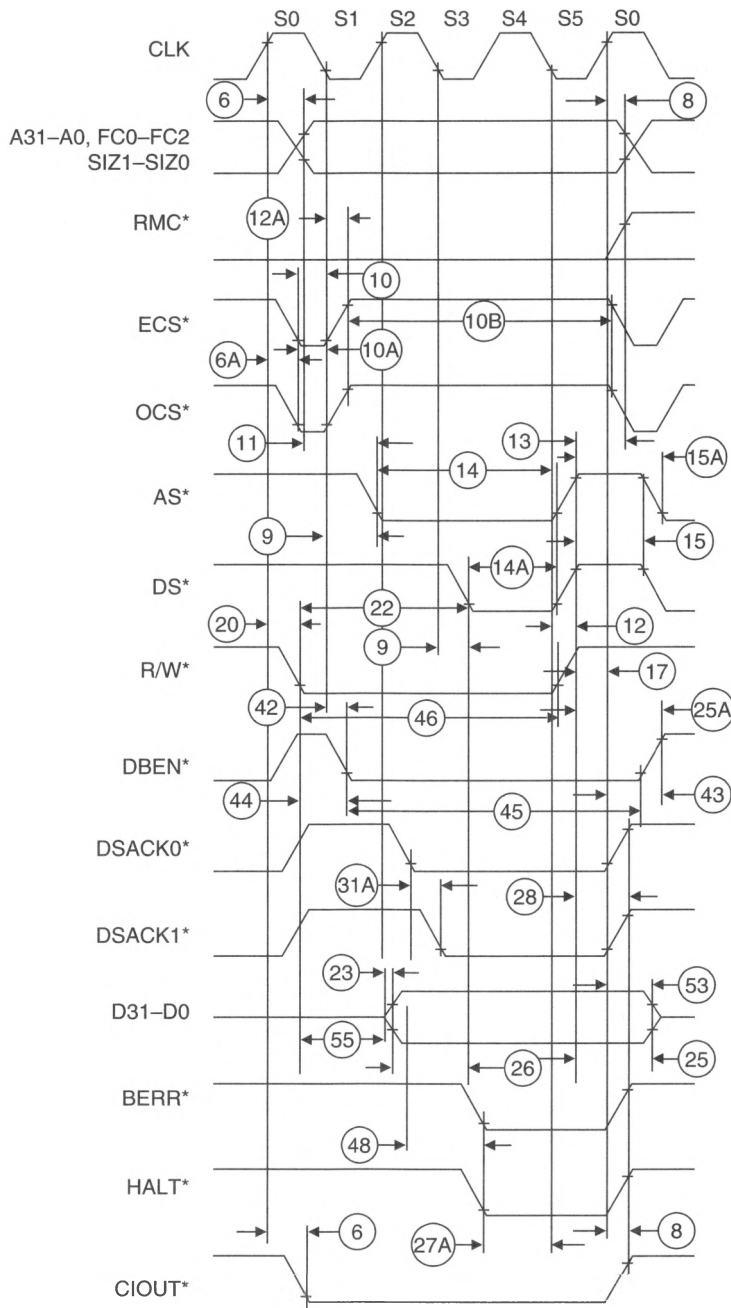 S0 S1 S2 S3 S4 S5 S0
CLK
6 8
A31–A0, FC0–FC2
SIZ1–SIZ0
RMC* 12A
10
ECS* 10B
6A 10A
OCS*
11 13
14 15A
AS*
9 15
14A
DS*
22
20 12
9
R/W* 17
42 46 25A
DBEN*
44 45 43
DSACK0*
31A 28
DSACK1*
23 53
D31–D0
55 26 25
BERR*
48
HALT*
6 27A 8
CIOUT*